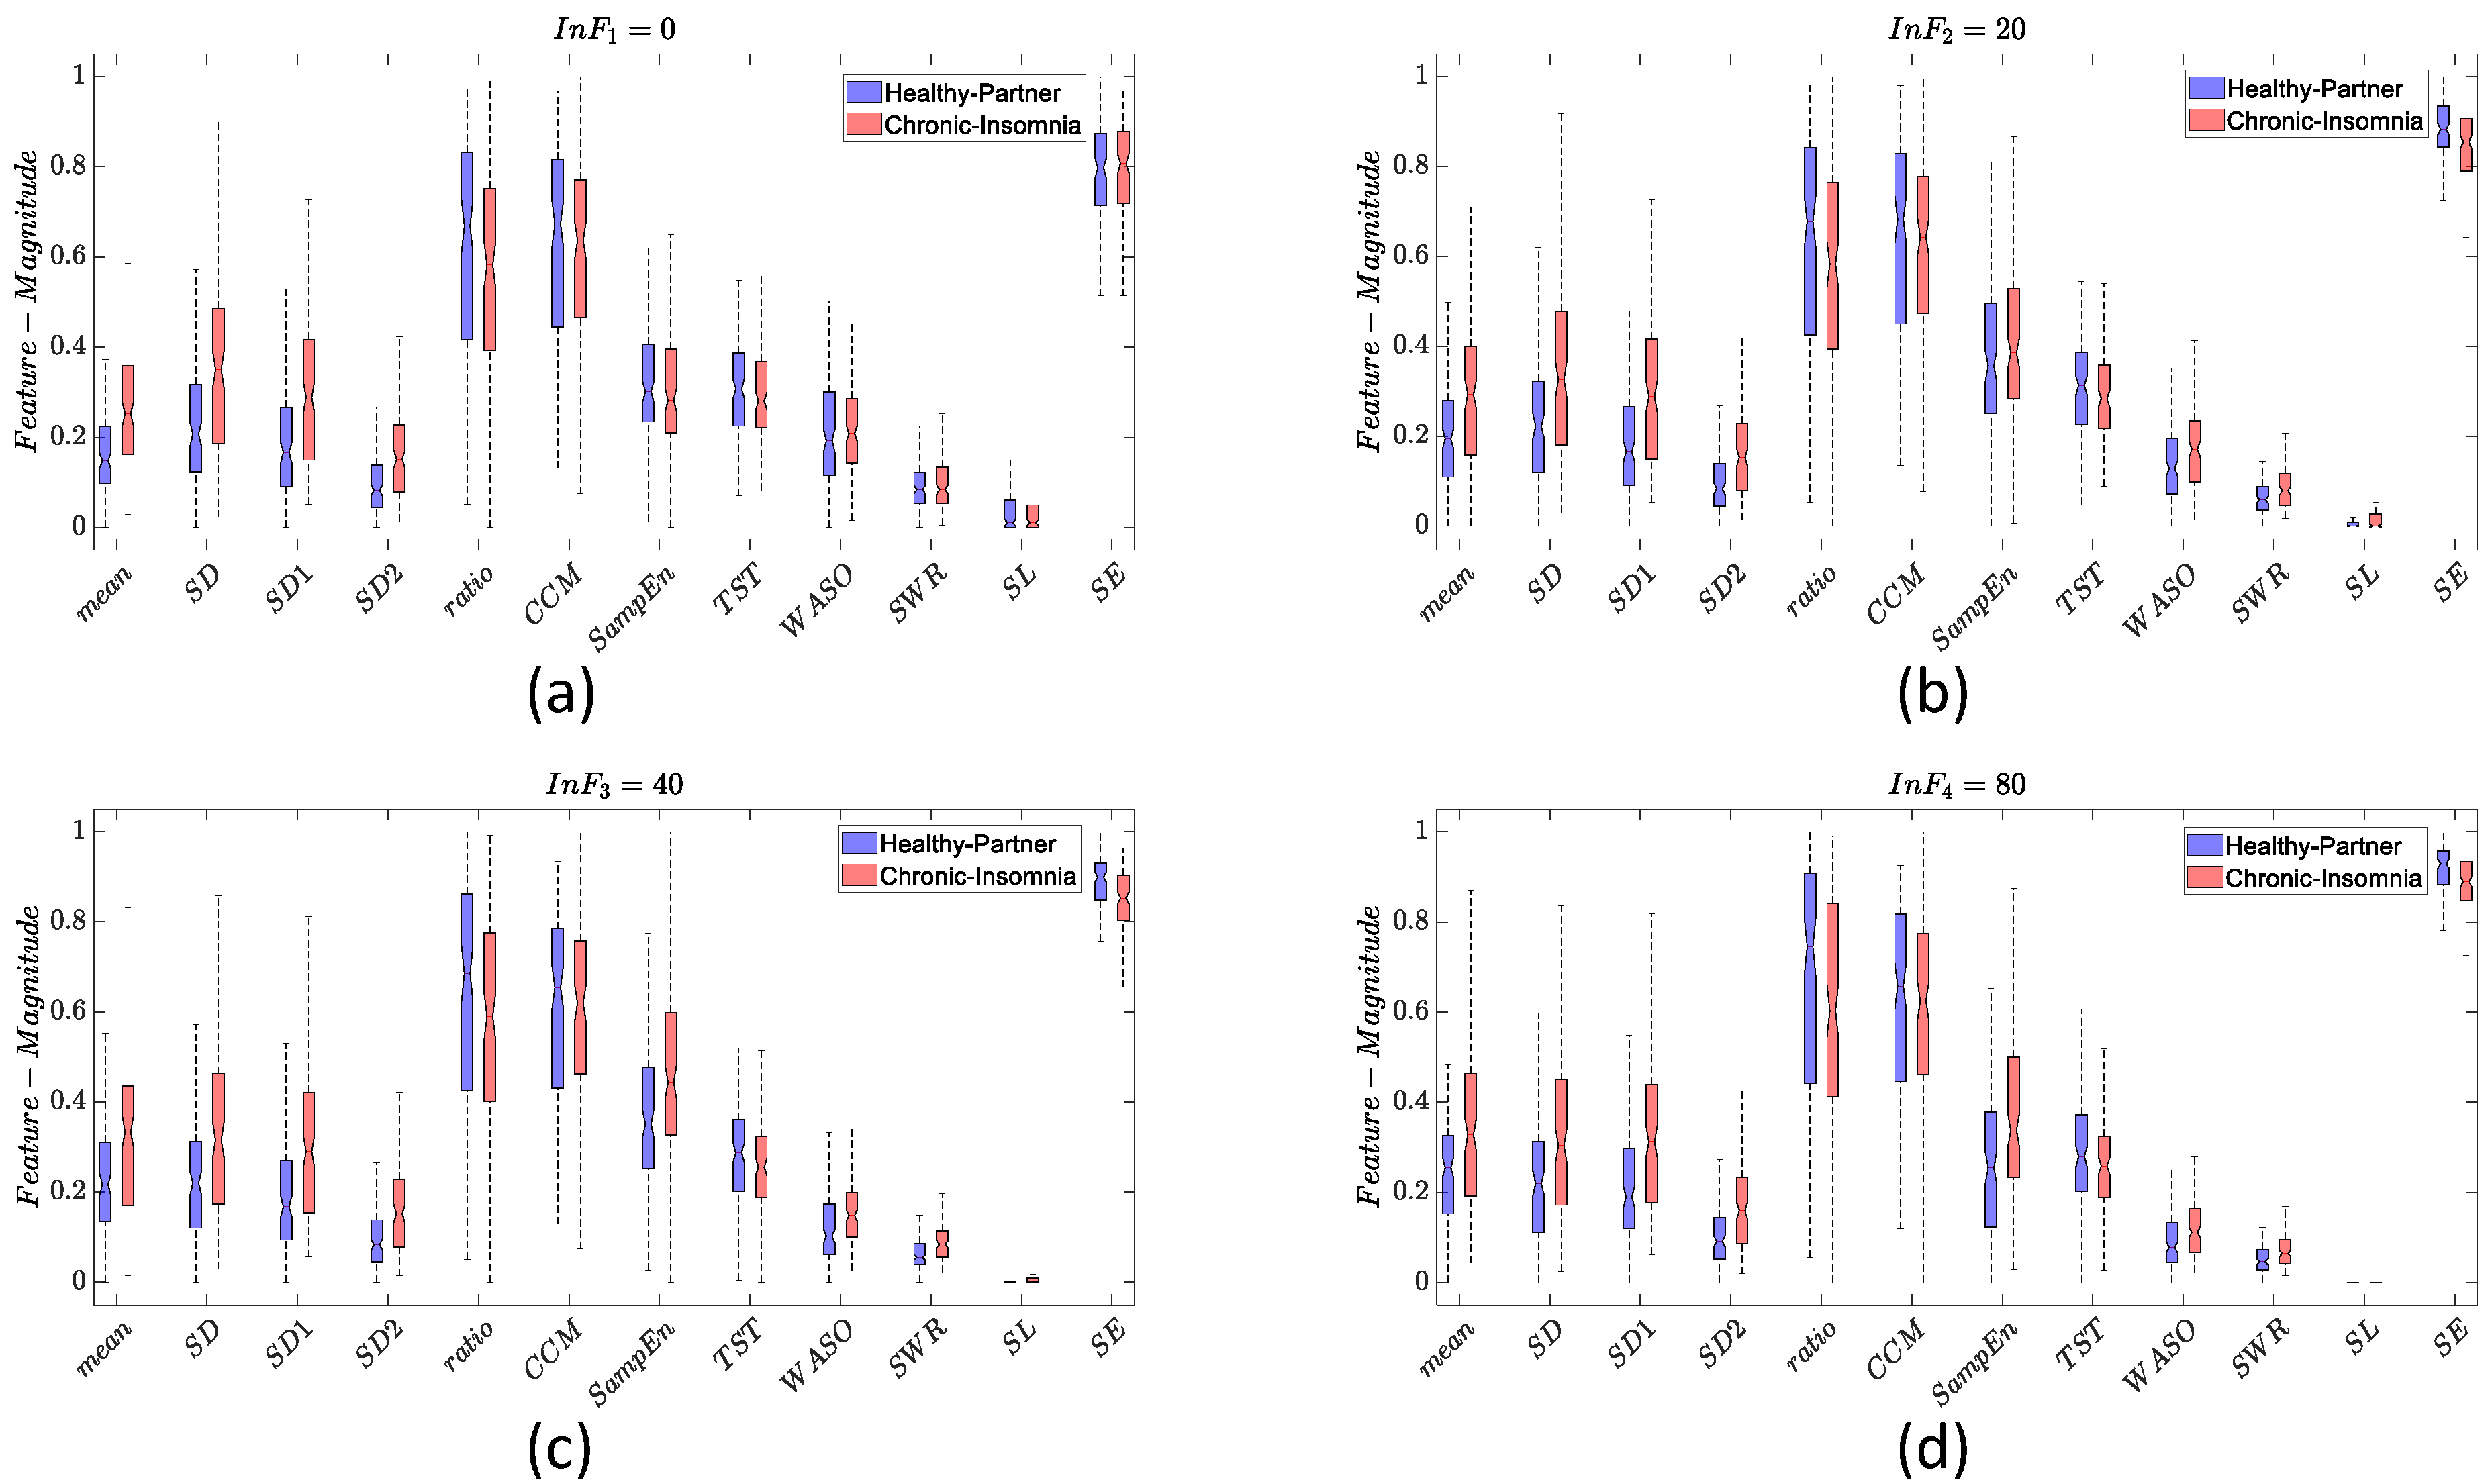 InF₁ = 0
Feature − Magnitude
1
0.8
0.6
0.4
0.2
0
Healthy-Partner
Chronic-Insomnia
mean SD SD1 SD2 ratio CCM SampEn TST WASO SWR SL SE
(a)
InF₂ = 20
Feature − Magnitude
1
0.8
0.6
0.4
0.2
0
Healthy-Partner
Chronic-Insomnia
mean SD SD1 SD2 ratio CCM SampEn TST WASO SWR SL SE
(b)
InF₃ = 40
Feature − Magnitude
1
0.8
0.6
0.4
0.2
0
Healthy-Partner
Chronic-Insomnia
mean SD SD1 SD2 ratio CCM SampEn TST WASO SWR SL SE
(c)
InF₄ = 80
Feature − Magnitude
1
0.8
0.6
0.4
0.2
0
Healthy-Partner
Chronic-Insomnia
mean SD SD1 SD2 ratio CCM SampEn TST WASO SWR SL SE
(d)